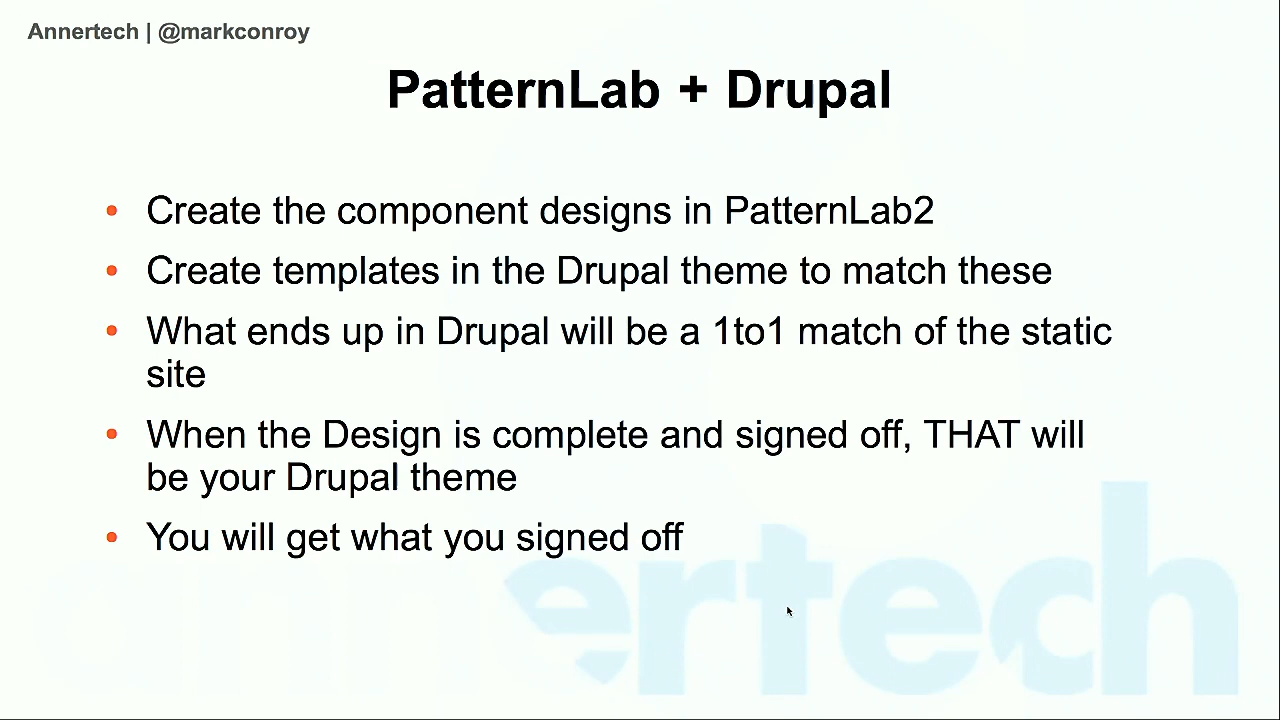 Annertech | @markconroy
PatternLab + Drupal
• Create the component designs in PatternLab2
• Create templates in the Drupal theme to match these
• What ends up in Drupal will be a 1to1 match of the static
site
• When the Design is complete and signed off, THAT will
be your Drupal theme
• You will get what you signed off
annertech